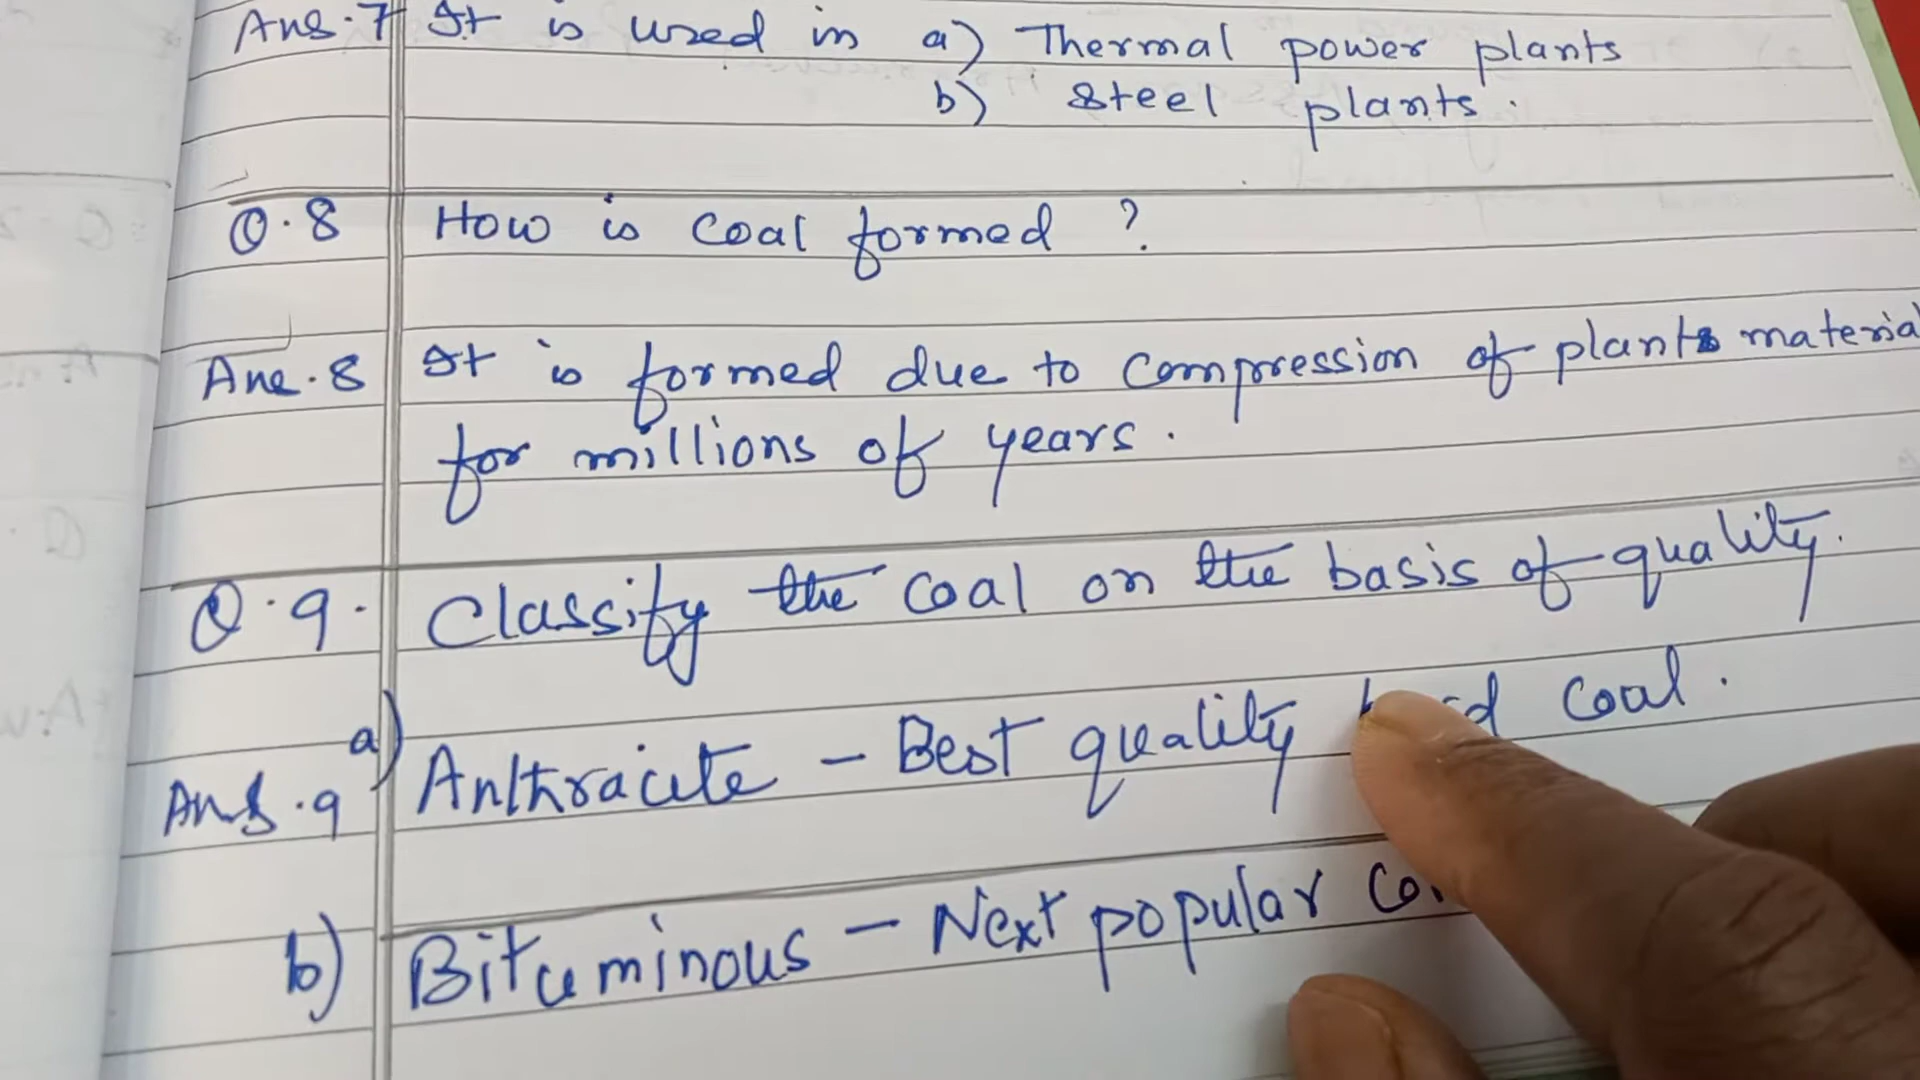 Ans.7 It is used in a) Thermal power plants
b) Steel plants.
Q.8 How is coal formed ?
Ans.8 It is formed due to compression of plants material
for millions of years.
Q.9. Classify the coal on the basis of quality.
a)
Ans.9 Anthracite - Best quality coal.
b) Bituminous - Next popular